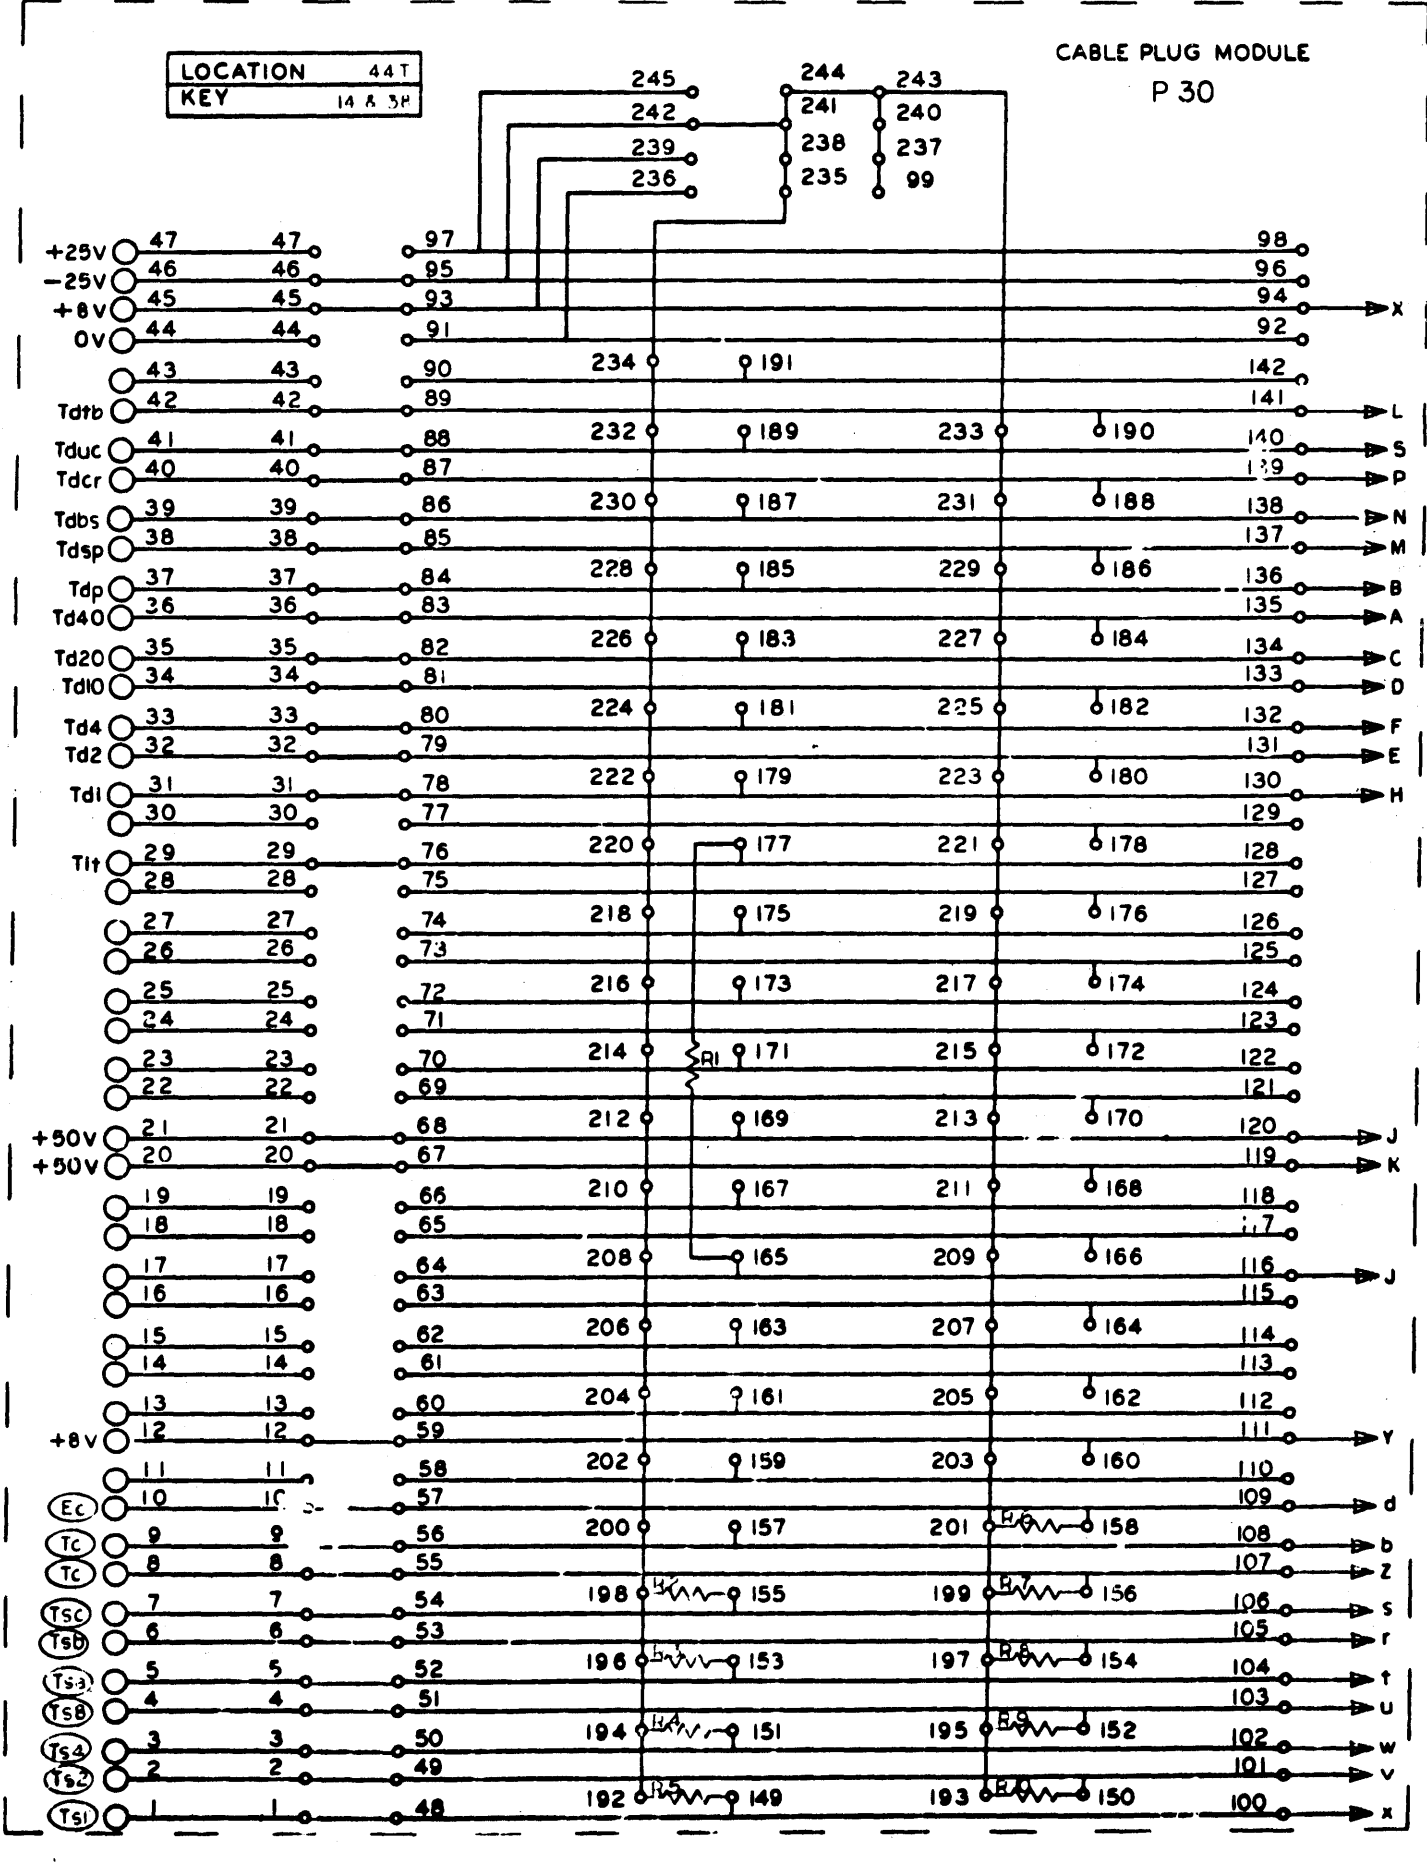 CABLE PLUG MODULE
P 30
LOCATION 44T
KEY 14 & 3H
245 244 243
242 241 240
239 238 237
236 235 99
+25V 47 47 97 98
-25V 46 46 95 96
+8V 45 45 93 94 X
0V 44 44 91 92
234 191
43 43 90 142
Tdtb 42 42 89 141 L
232 189 233 190
Tduc 41 41 88 140 S
Tdcr 40 40 87 139 P
230 187 231 188
Tdbs 39 39 86 138 N
Tdsp 38 38 85 137 M
228 185 229 186
Tdp 37 37 84 136 B
Td40 36 36 83 135 A
226 183 227 184
Td20 35 35 82 134 C
Td10 34 34 81 133 D
224 181 225 182
Td4 33 33 80 132 F
Td2 32 32 79 131 E
222 179 223 180
Td1 31 31 78 130 H
30 30 77 129
220 177 221 178
T1t 29 29 76 128
28 28 75 127
218 175 219 176
27 27 74 126
26 26 73 125
216 173 217 174
25 25 72 124
24 24 71 123
214 R1 171 215 172
23 23 70 122
22 22 69 121
212 169 213 170
+50V 21 21 68 120 J
+50V 20 20 67 119 K
210 167 211 168
19 19 66 118
18 18 65 117
208 165 209 166
17 17 64 116 J
16 16 63 115
206 163 207 164
15 15 62 114
14 14 61 113
204 161 205 162
13 13 60 112
+8V 12 12 59 111 Y
202 159 203 160
11 11 58 110
Ec 10 10 57 109 d
200 157 201 R6 158
Tc 9 9 56 108 b
Tc 8 8 55 107 Z
198 155 199 R7 156
Tsc 7 7 54 106 s
Tsb 6 6 53 105 r
196 153 197 R8 154
Tsa 5 5 52 104 t
Ts8 4 4 51 103 u
194 R4 151 195 R9 152
Ts4 3 3 50 102 w
Ts2 2 2 49 101 v
192 R5 149 193 R10 150
Ts1 1 1 48 100 x